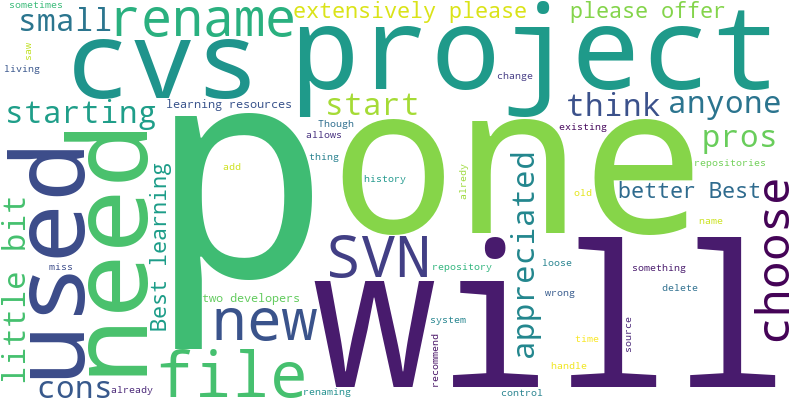 sometimes
small
rename
extensively please
please offer
saw
living
cvs
project
change
learning resources
starting
start
think
anyone
Though
allows
existing
pros
used
need
p
one
thing
add
history
alredy
repositories
better Best
old
name
little bit
Best learning
miss
SVN
repository
appreciated
loose
something
choose
two developers
wrong
delete
new
will
system
recommend
time
source
file
handle
cons
already
renaming
control